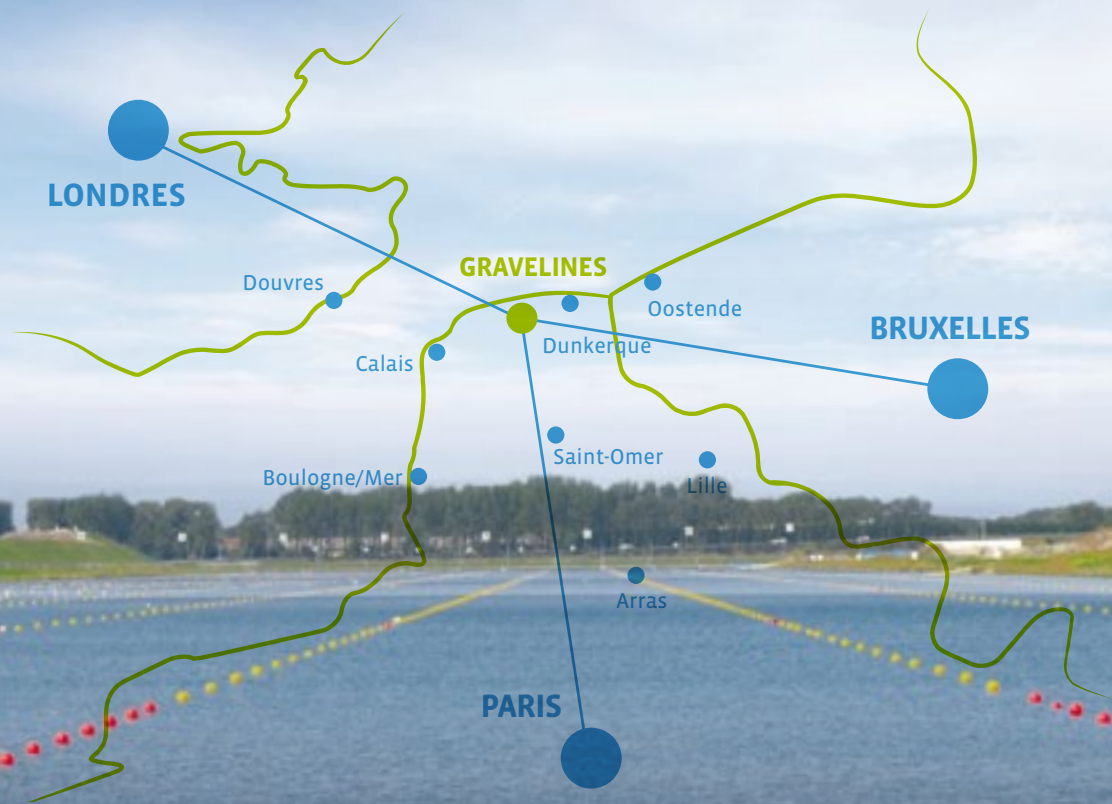 LONDRES
GRAVELINES
Douvres
Oostende
BRUXELLES
Dunkerque
Calais
Saint-Omer
Boulogne/Mer
Lille
Arras
PARIS